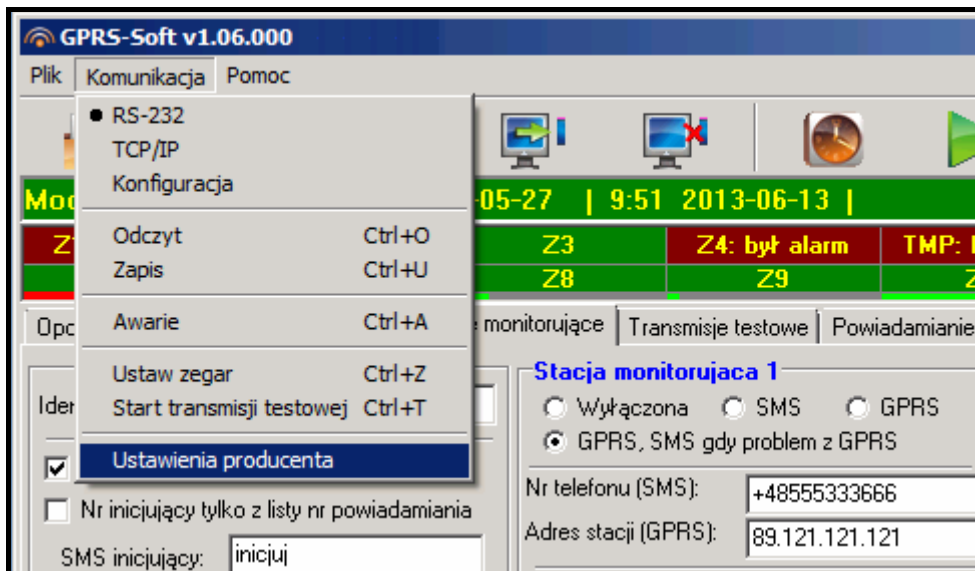 GPRS-Soft v1.06.000
Plik Komunikacja Pomoc
RS-232
TCP/IP
Konfiguracja
Odczyt Ctrl+O
Zapis Ctrl+U
Awarie Ctrl+A
Ustaw zegar Ctrl+Z
Start transmisji testowej Ctrl+T
Ustawienia producenta
05-27 | 9:51 2013-06-13 |
Z3 Z4: był alarm TMP:
Z8 Z9
monitorujące Transmisje testowe Powiadamianie
Nr inicjujący tylko z listy nr powiadamiania
SMS inicjujący: inicjuj
Stacja monitorujaca 1
Wyłączona SMS GPRS
GPRS, SMS gdy problem z GPRS
Nr telefonu (SMS): +48555333666
Adres stacji (GPRS): 89.121.121.121